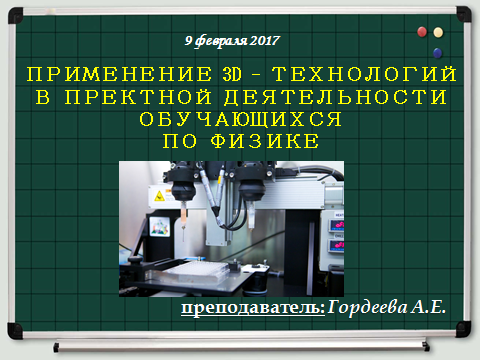 9 февраля 2017
ПРИМЕНЕНИЕ 3D - ТЕХНОЛОГИЙ
В ПРЕКТНОЙ ДЕЯТЕЛЬНОСТИ
ОБУЧАЮЩИХСЯ
ПО ФИЗИКЕ
преподаватель: Гордеева А.Е.